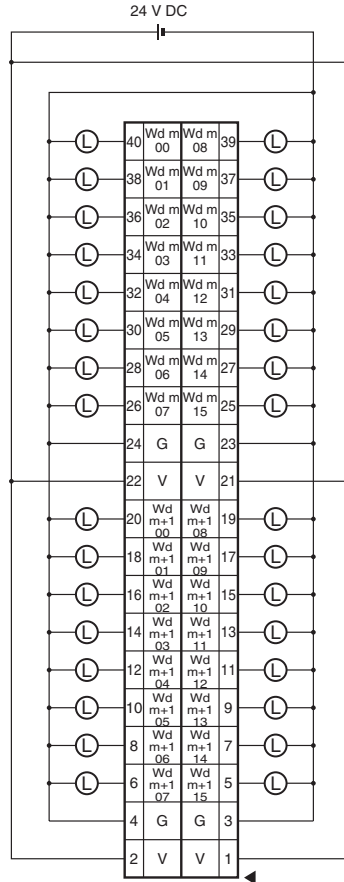 24 V DC
L 40 Wd m 00 Wd m 08 39 L
L 38 Wd m 01 Wd m 09 37 L
L 36 Wd m 02 Wd m 10 35 L
L 34 Wd m 03 Wd m 11 33 L
L 32 Wd m 04 Wd m 12 31 L
L 30 Wd m 05 Wd m 13 29 L
L 28 Wd m 06 Wd m 14 27 L
L 26 Wd m 07 Wd m 15 25 L
24 G G 23
22 V V 21
L 20 Wd m+1 00 Wd m+1 08 19 L
L 18 Wd m+1 01 Wd m+1 09 17 L
L 16 Wd m+1 02 Wd m+1 10 15 L
L 14 Wd m+1 03 Wd m+1 11 13 L
L 12 Wd m+1 04 Wd m+1 12 11 L
L 10 Wd m+1 05 Wd m+1 13 9 L
L 8 Wd m+1 06 Wd m+1 14 7 L
L 6 Wd m+1 07 Wd m+1 15 5 L
4 G G 3
2 V V 1